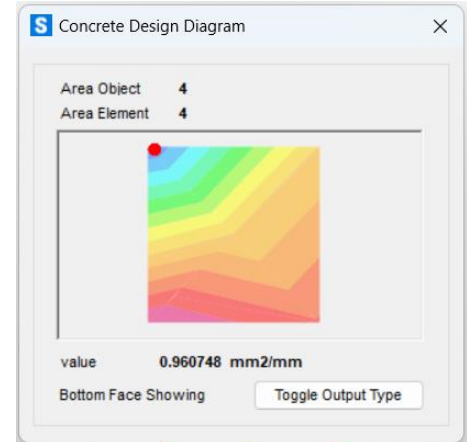 S Concrete Design Diagram
Area Object 4
Area Element 4
value 0.960748 mm2/mm
Bottom Face Showing Toggle Output Type